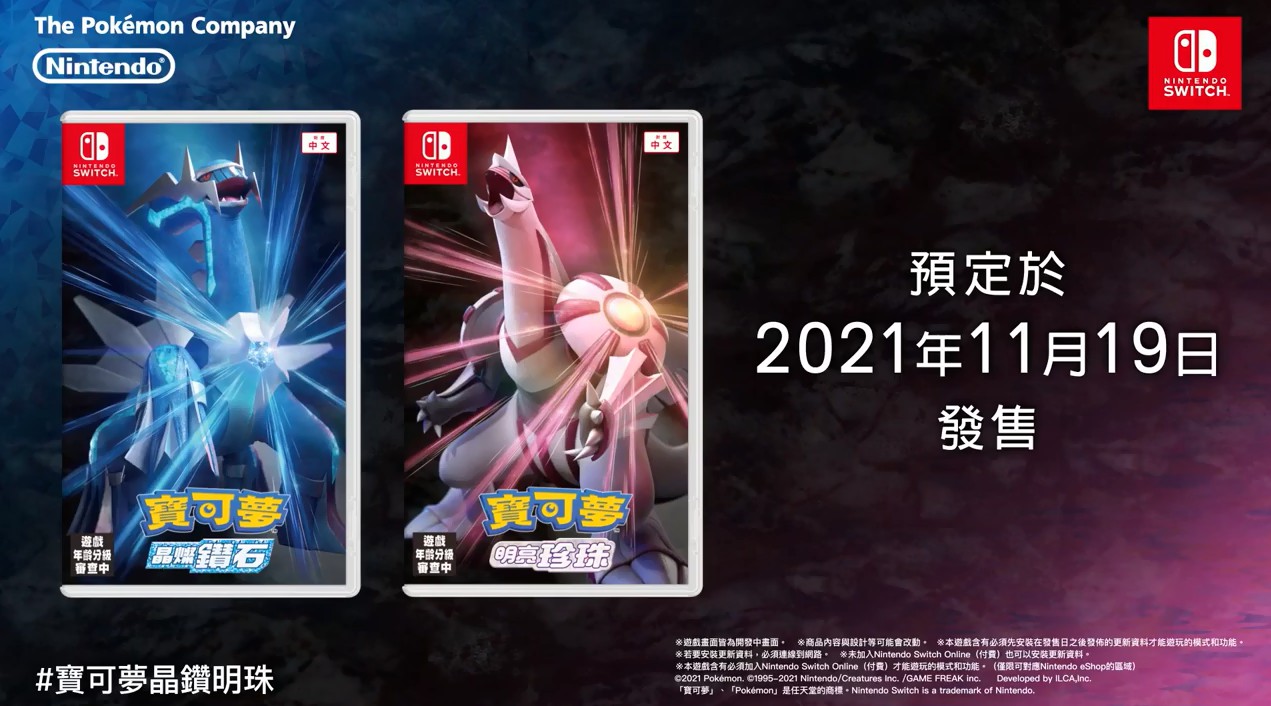 The Pokémon Company
Nintendo®
NINTENDO
SWITCH™
NINTENDO
SWITCH™
中文
NINTENDO
SWITCH™
中文
預定於
2021年11月19日
發售
寶可夢
晶燦鑽石
遊戲
年齡分級
審查中
寶可夢
明亮珍珠
遊戲
年齡分級
審查中
#寶可夢晶鑽明珠
※遊戲畫面皆為開發中畫面。 ※商品內容與設計等可能會改動。 ※本遊戲含有必須先安裝在發售日之後發佈的更新資料才能遊玩的模式和功能。
※若要安裝更新資料，必須連線到網路。 ※未加入Nintendo Switch Online（付費）也可以安裝更新資料。
※本遊戲含有必須加入Nintendo Switch Online（付費）才能遊玩的模式和功能。（僅限可對應Nintendo eShop的區域）
©2021 Pokémon. ©1995–2021 Nintendo/Creatures Inc. /GAME FREAK inc. Developed by ILCA,Inc.
「寶可夢」、「Pokémon」是任天堂的商標。Nintendo Switch is a trademark of Nintendo.